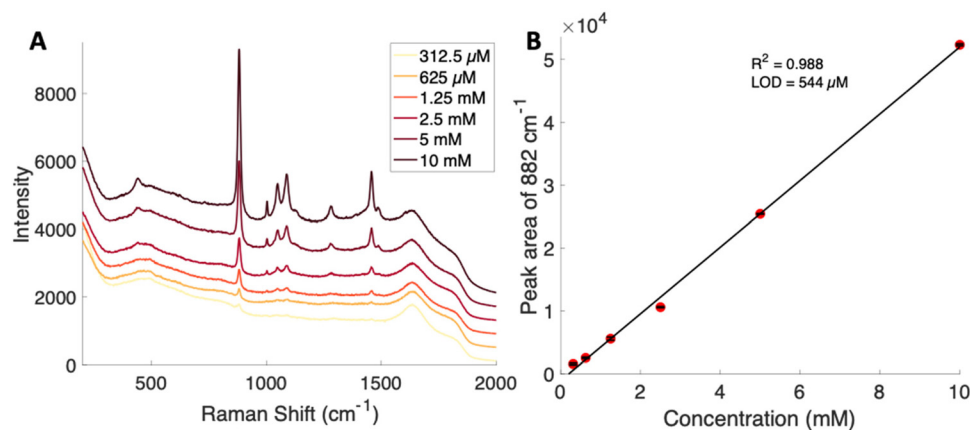 A
312.5 µM
625 µM
1.25 mM
2.5 mM
5 mM
10 mM
8000
6000
4000
2000
0
Intensity
500
1000
1500
2000
Raman Shift (cm⁻¹)
B
×10⁴
R² = 0.988
LOD = 544 µM
5
4
3
2
1
0
Peak area of 882 cm⁻¹
0
2
4
6
8
10
Concentration (mM)